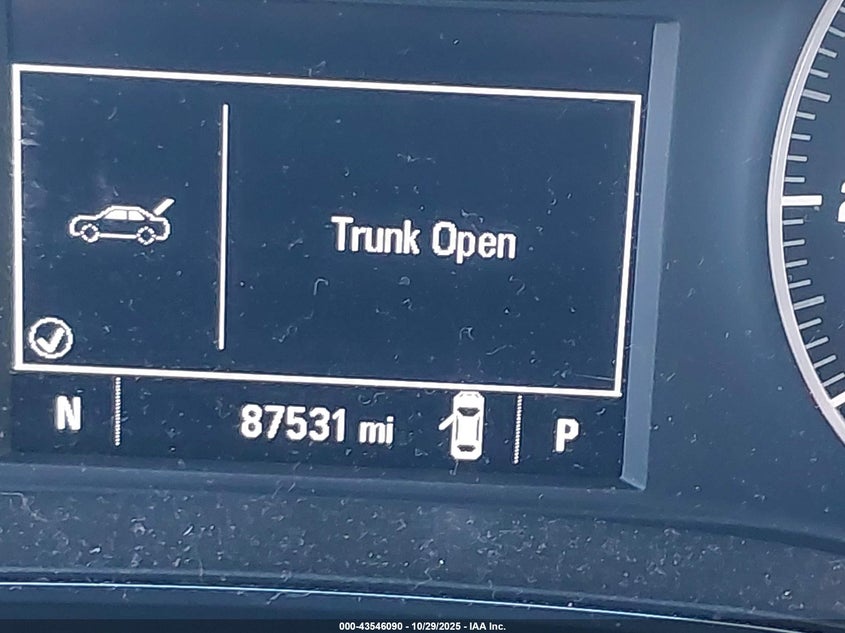 Trunk Open
N 87531 mi P
000-43546090 - 10/29/2025 - IAA Inc.